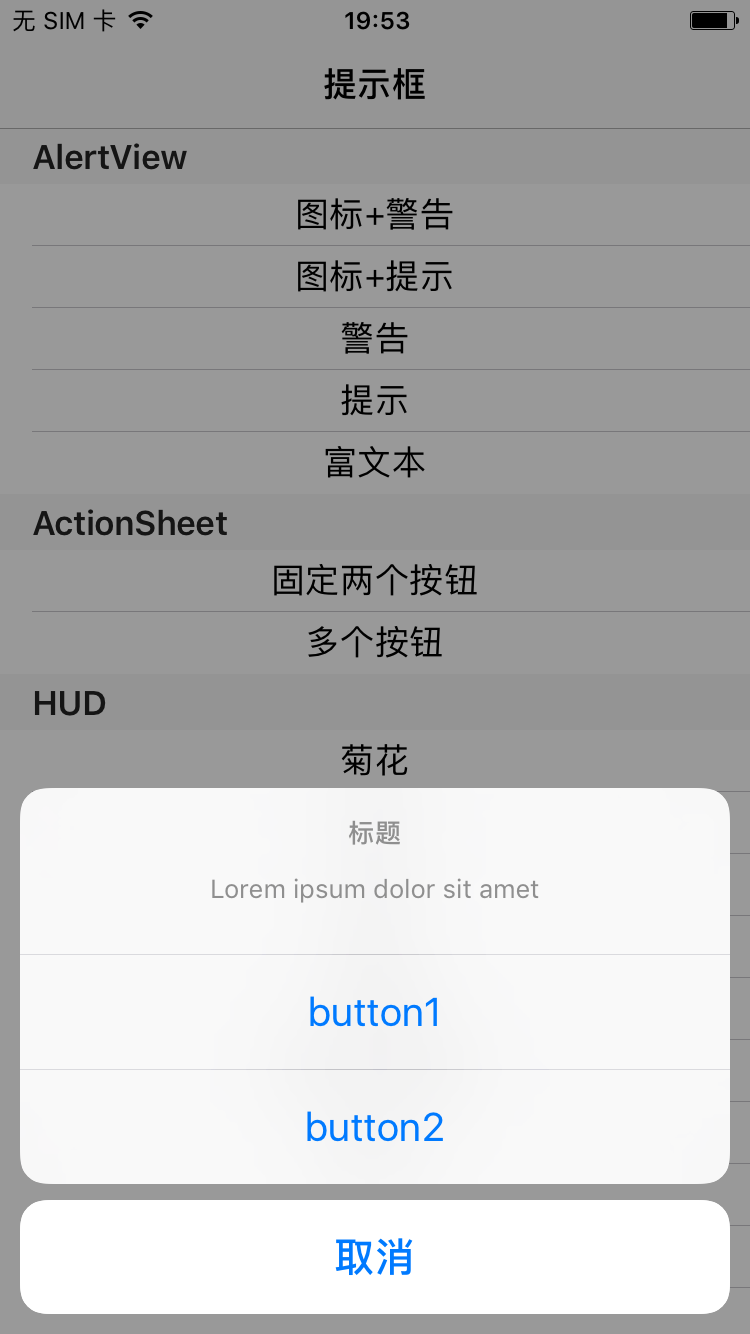 无 SIM 卡 19:53
提示框
AlertView
图标+警告
图标+提示
警告
提示
富文本
ActionSheet
固定两个按钮
多个按钮
HUD
菊花
标题
Lorem ipsum dolor sit amet
button1
button2
取消